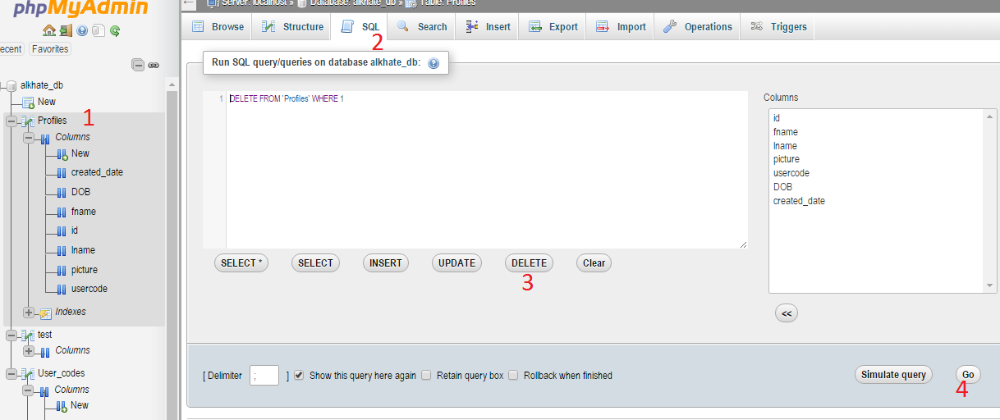 phpMyAdmin
Server: localhost » Database: alkhate_db » Table: Profiles
Browse Structure SQL Search Insert Export Import Operations Triggers
2
ecent Favorites
alkhate_db
New
Profiles 1
Columns
New
created_date
DOB
fname
id
lname
picture
usercode
Indexes
test
Columns
User_codes
Columns
New
Run SQL query/queries on database alkhate_db:
1 DELETE FROM `Profiles` WHERE 1
SELECT * SELECT INSERT UPDATE DELETE Clear
3
Columns
id
fname
lname
picture
usercode
DOB
created_date
<<
[ Delimiter ; ] Show this query here again Retain query box Rollback when finished Simulate query Go
4